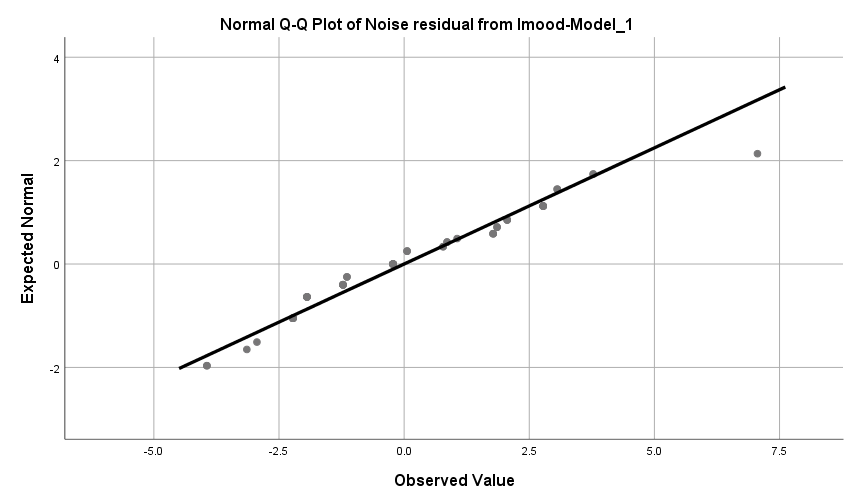 Normal Q-Q Plot of Noise residual from lmood-Model_1
4
2
0
-2
Expected Normal
-5.0 -2.5 0.0 2.5 5.0 7.5
Observed Value